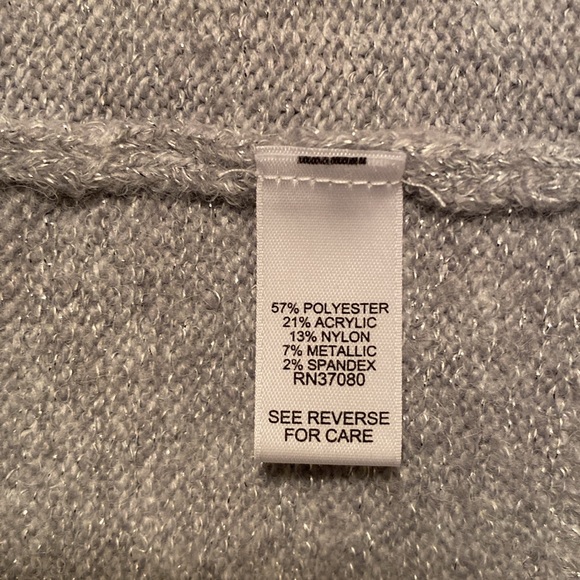 57% POLYESTER
21% ACRYLIC
13% NYLON
7% METALLIC
2% SPANDEX
RN37080
SEE REVERSE
FOR CARE